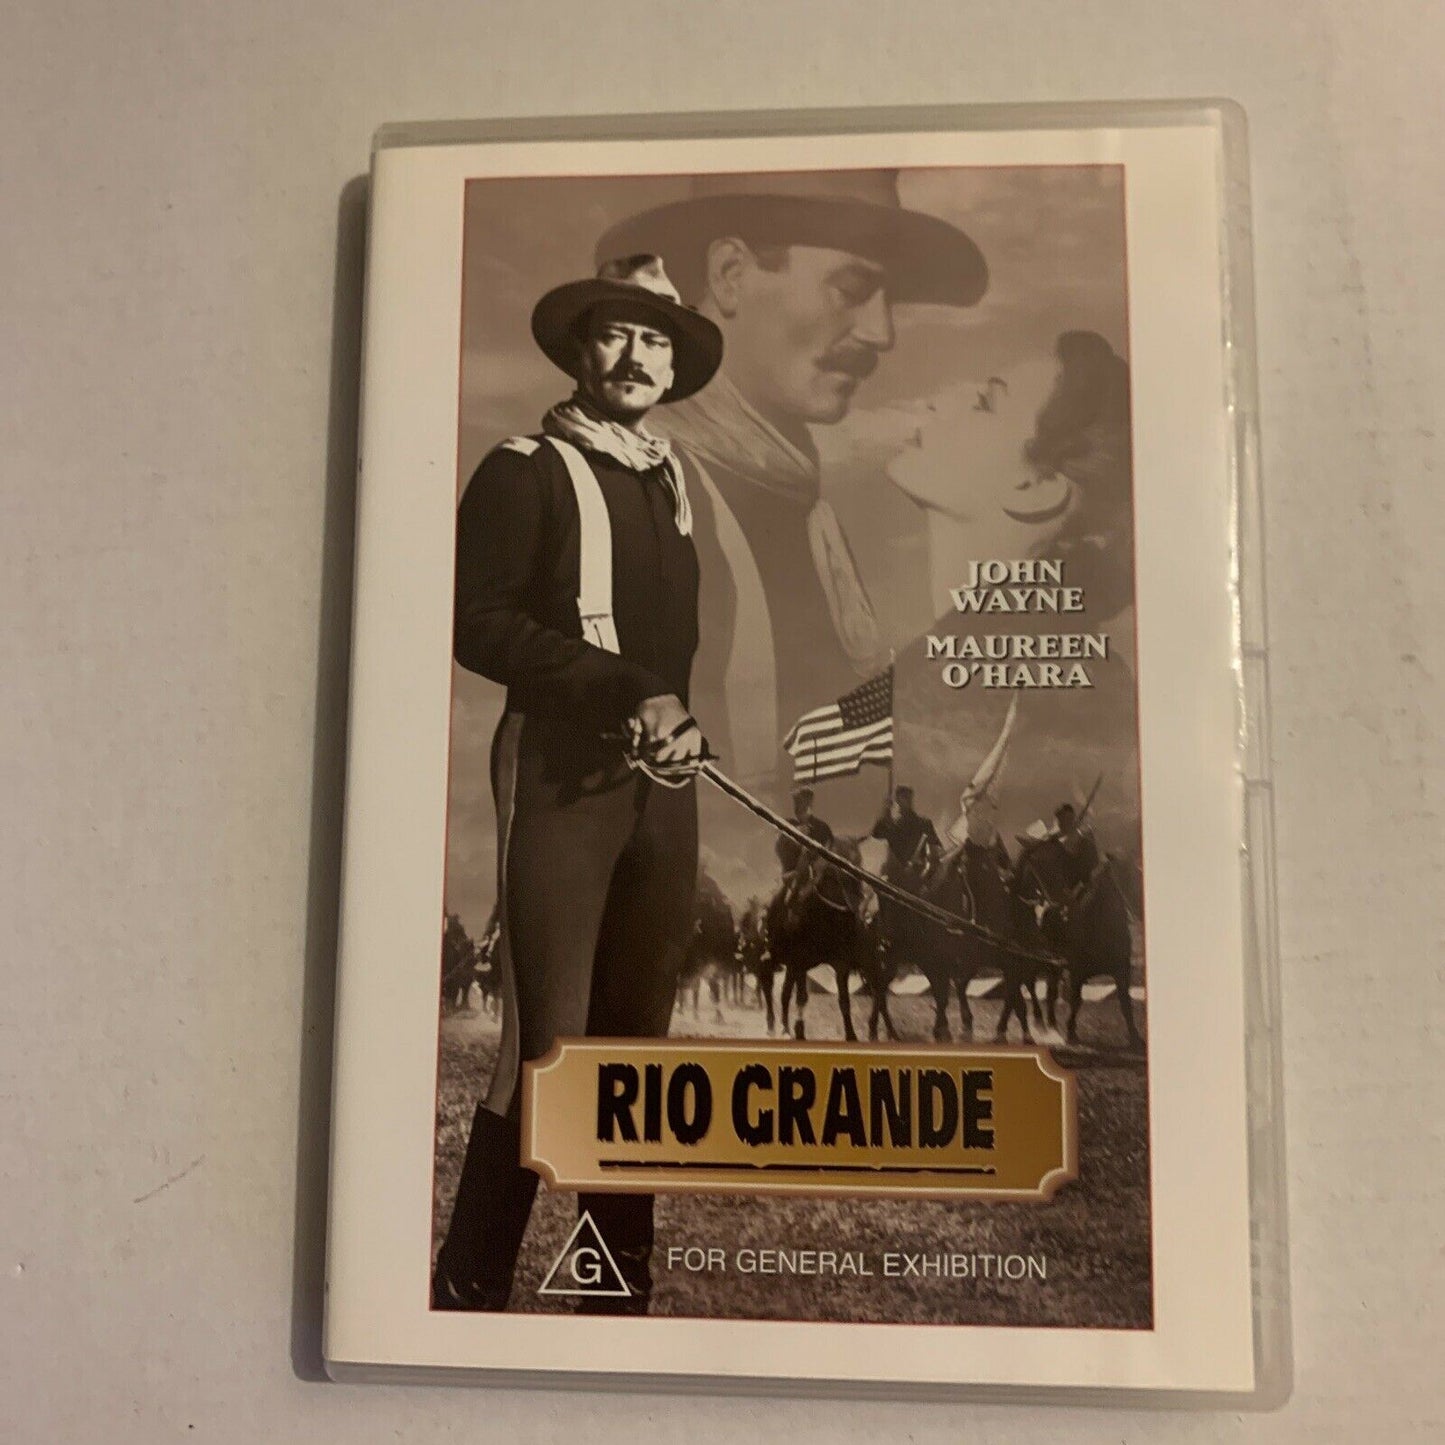 JOHN
WAYNE
MAUREEN
O'HARA
RIO GRANDE
G FOR GENERAL EXHIBITION